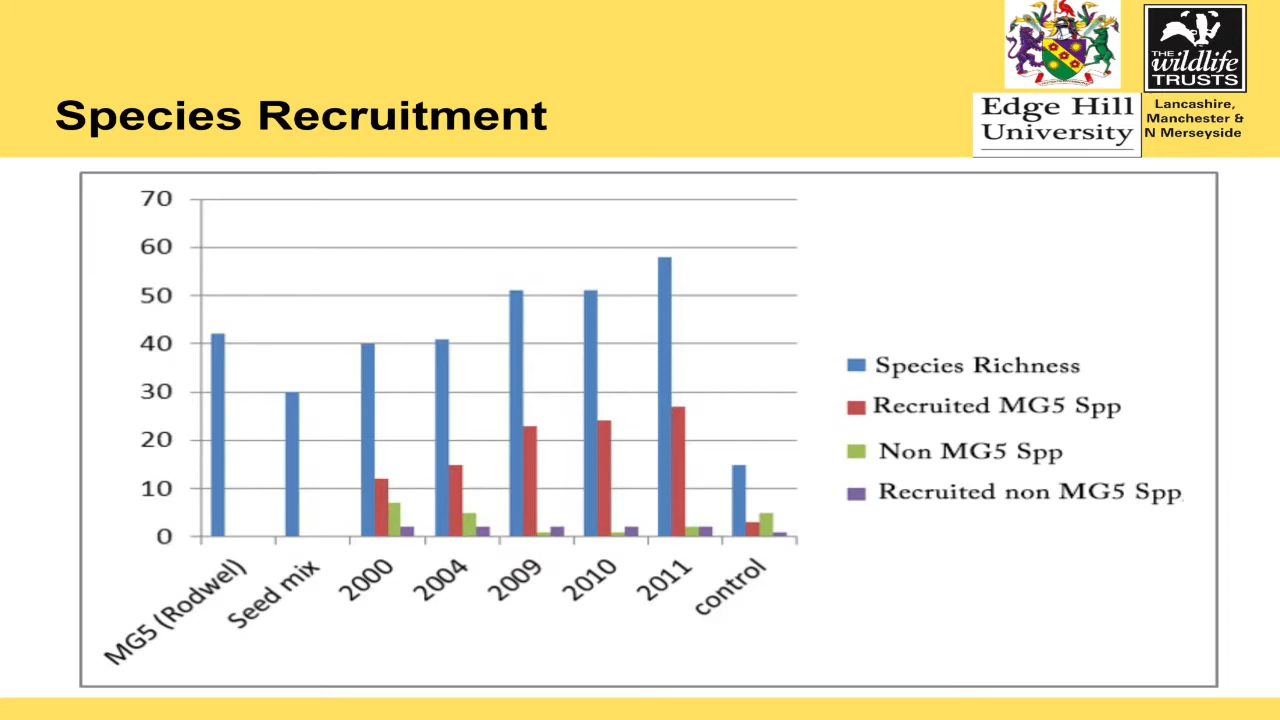 Species Recruitment
Edge Hill
University
THE
wildlife
TRUSTS
Lancashire,
Manchester &
N Merseyside
70
60
50
40
30
20
10
0
MG5 (Rodwel)
Seed mix
2000
2004
2009
2010
2011
control
Species Richness
Recruited MG5 Spp
Non MG5 Spp
Recruited non MG5 Spp.